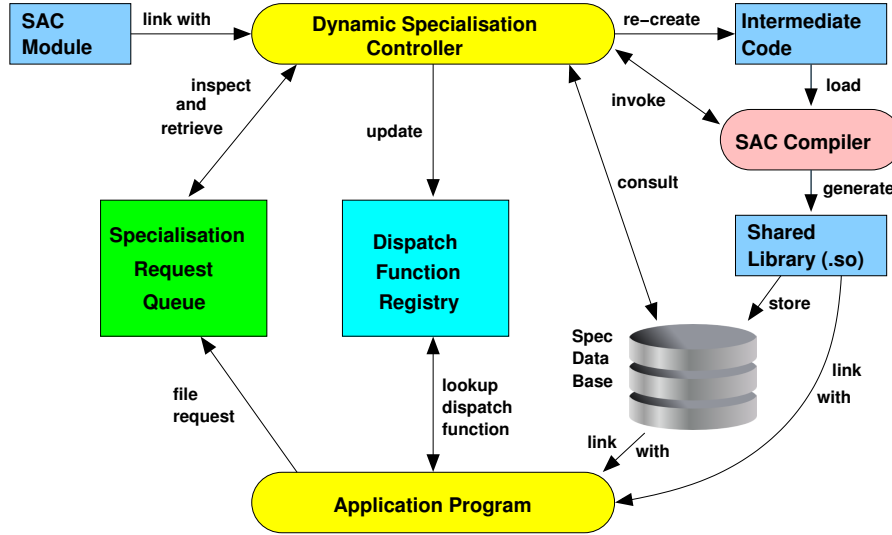 SAC
Module
link with
Dynamic Specialisation
Controller
re-create
Intermediate
Code
inspect
and
retrieve
update
invoke
load
SAC Compiler
consult
generate
Specialisation
Request
Queue
Dispatch
Function
Registry
Shared
Library (.so)
store
Spec
Data
Base
link
with
file
request
lookup
dispatch
function
link
with
Application Program